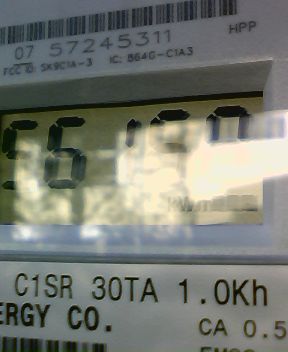 07 57245311
HPP
FCC ID: SK9C1A-3 IC: 864G-C1A3
C1SR 30TA 1.0Kh
ERGY CO.
CA 0.5